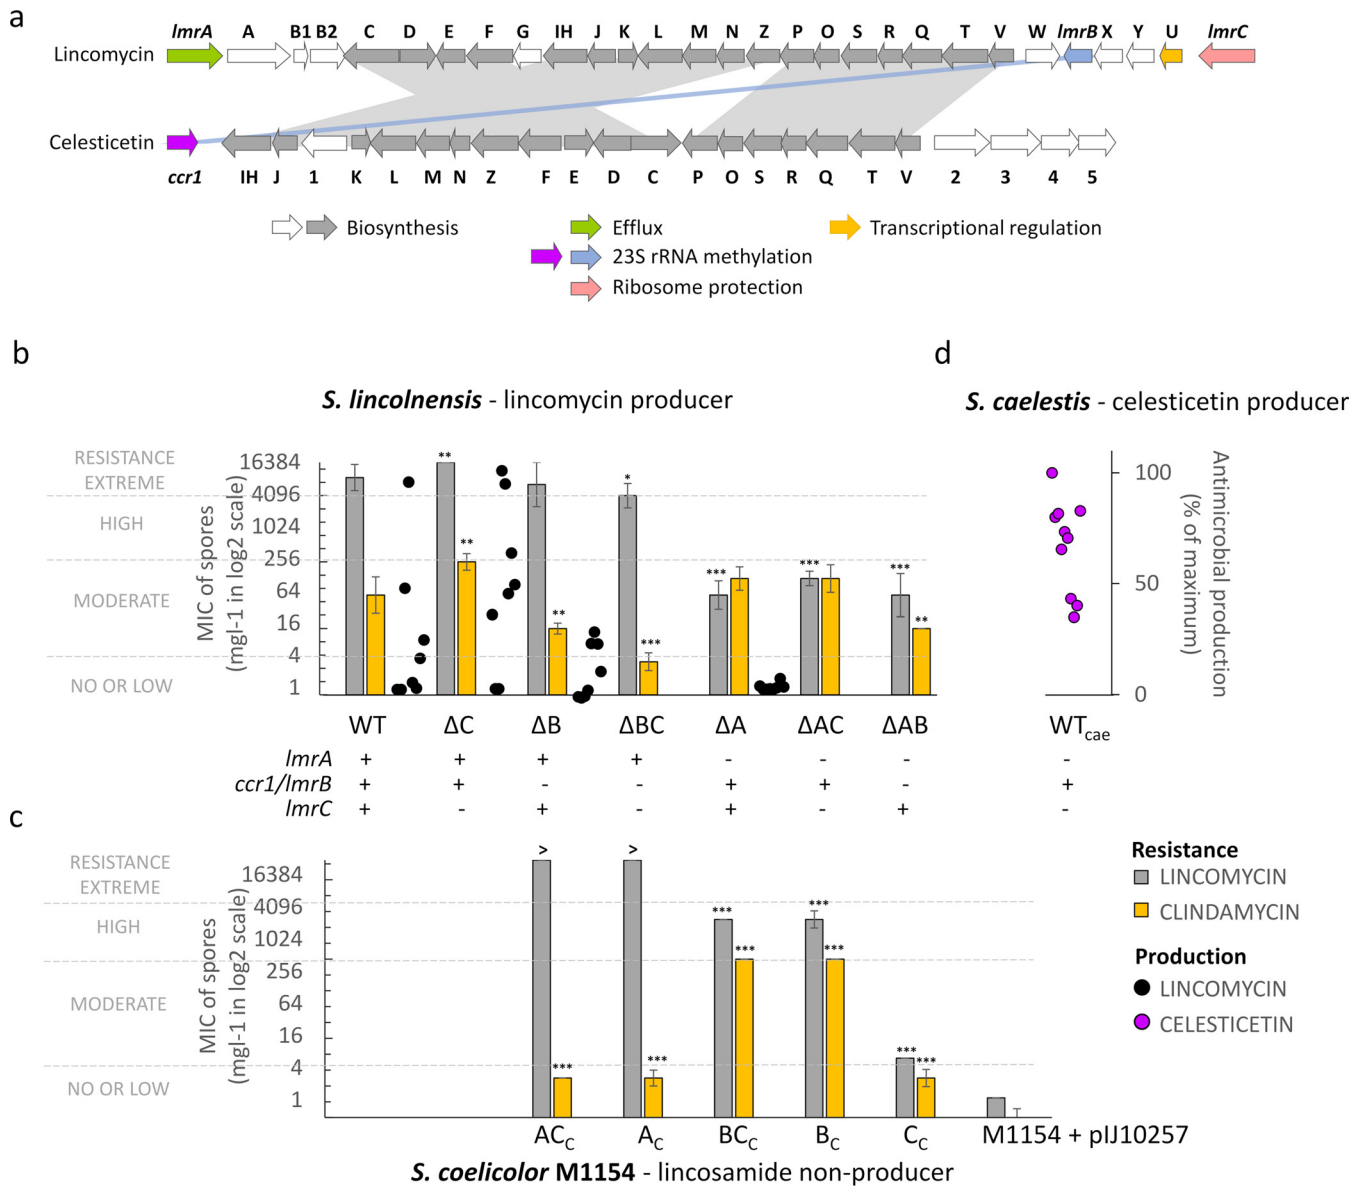 a
lmrA A B1 B2 C D E F G IH J K L M N Z P O S R Q T V W lmrB X Y U lmrC
Lincomycin
Celesticetin
ccr1 IH J 1 K L M N Z F E D C P O S R Q T V 2 3 4 5
Biosynthesis
Efflux
Transcriptional regulation
23S rRNA methylation
Ribosome protection
b
S. lincolnensis - lincomycin producer
RESISTANCE
EXTREME
HIGH
MODERATE
NO OR LOW
MIC of spores
(mgl-1 in log2 scale)
16384
4096
1024
256
64
16
4
1
** ** ** * *** *** *** *** **
WT ΔC ΔB ΔBC ΔA ΔAC ΔAB
lmrA + + + + - - -
ccr1/lmrB + + - - + + -
lmrC + - + - + - +
d
S. caelestis - celesticetin producer
100
50
0
Antimicrobial production
(% of maximum)
WTcae
-
+
-
c
RESISTANCE
EXTREME
HIGH
MODERATE
NO OR LOW
MIC of spores
(mgl-1 in log2 scale)
16384
4096
1024
256
64
16
4
1
> *** > *** *** *** *** *** *** ***
ACC AC BCC BC CC M1154 + pIJ10257
S. coelicolor M1154 - lincosamide non-producer
Resistance
LINCOMYCIN
CLINDAMYCIN
Production
LINCOMYCIN
CELESTICETIN